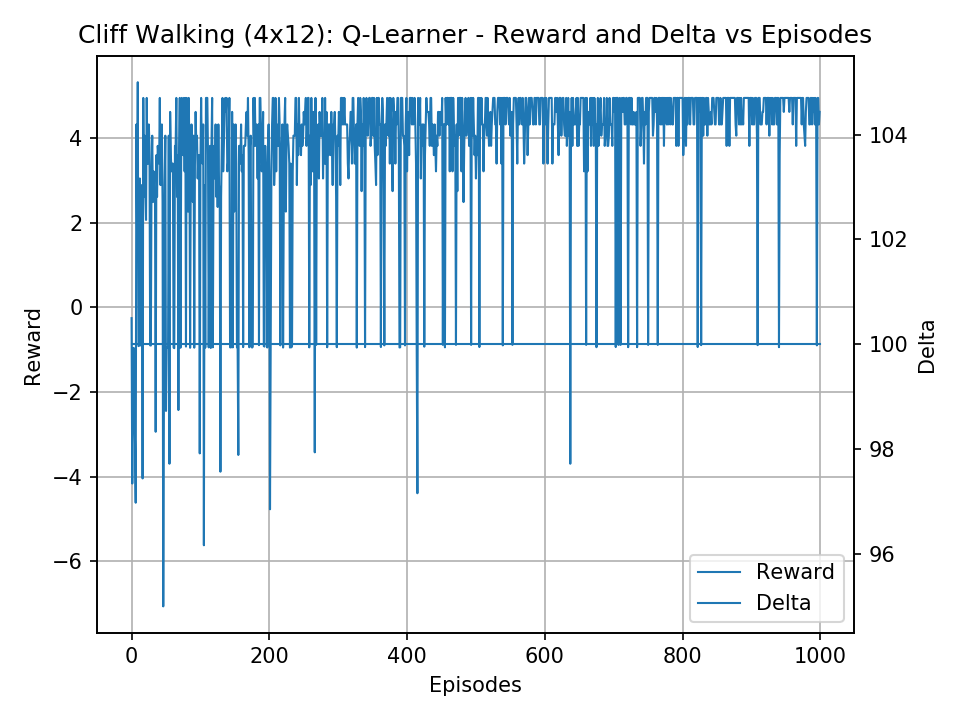 Cliff Walking (4x12): Q-Learner - Reward and Delta vs Episodes
4
2
0
−2
−4
−6
Reward
104
102
100
98
96
Delta
Reward
Delta
0 200 400 600 800 1000
Episodes